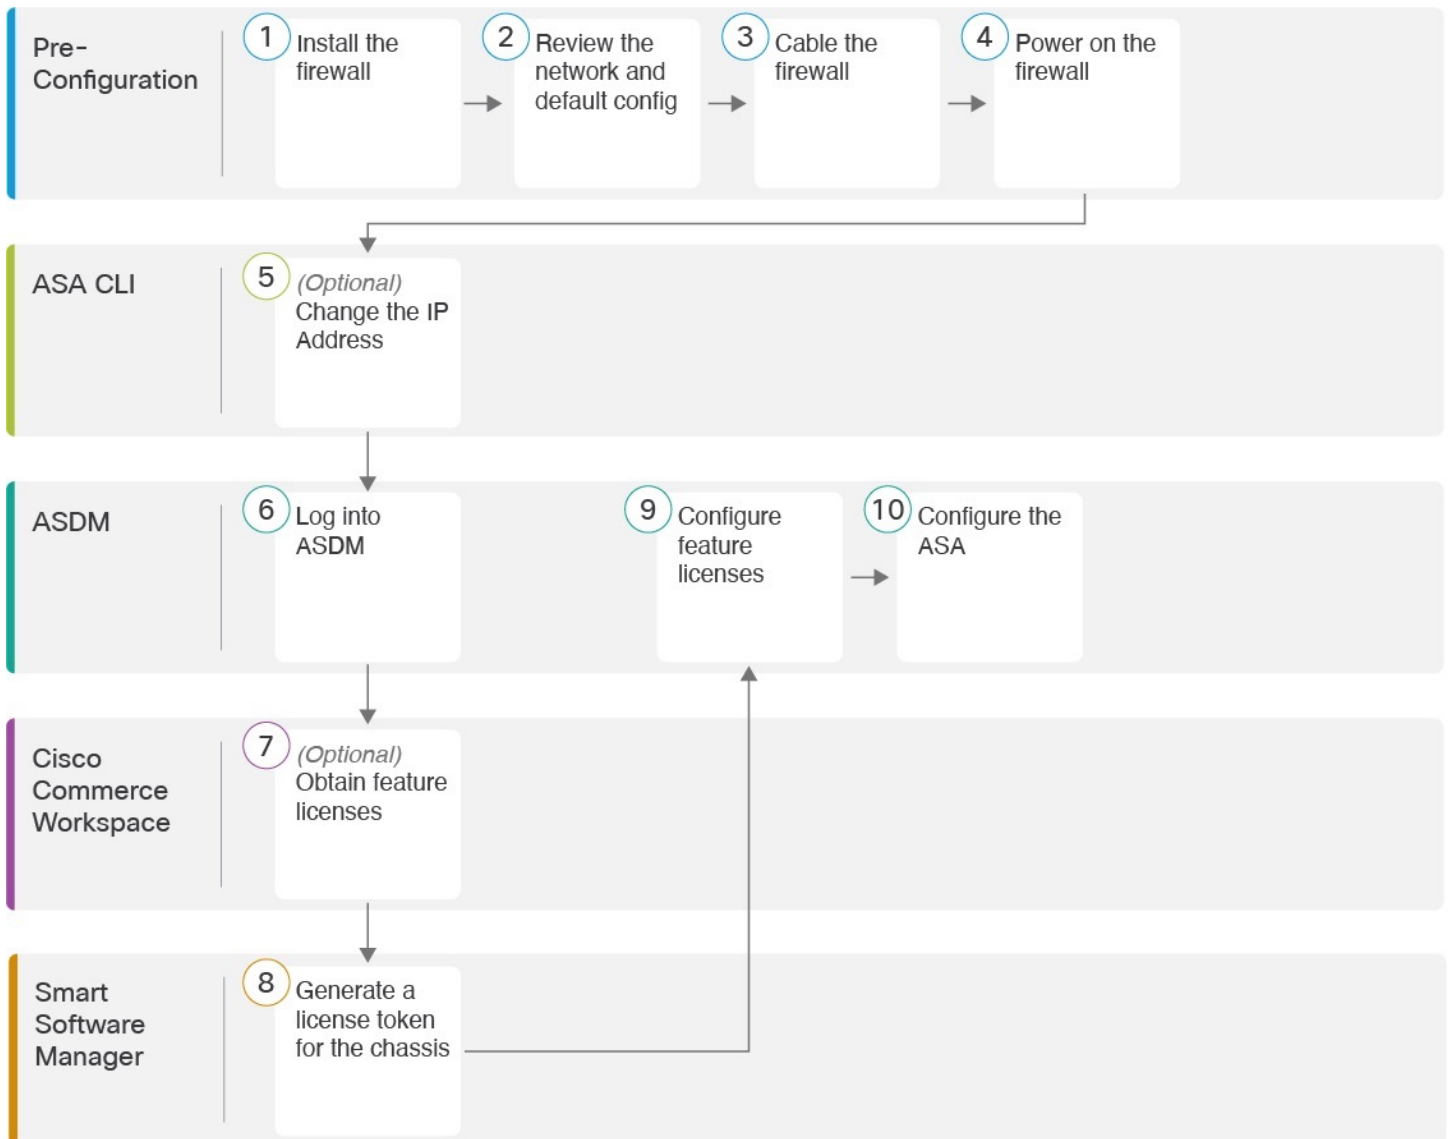 Pre-
Configuration
1
Install the
firewall
2
Review the
network and
default config
3
Cable the
firewall
4
Power on the
firewall
ASA CLI
5
(Optional)
Change the IP
Address
ASDM
6
Log into
ASDM
9
Configure
feature
licenses
10
Configure the
ASA
Cisco
Commerce
Workspace
7
(Optional)
Obtain feature
licenses
Smart
Software
Manager
8
Generate a
license token
for the chassis